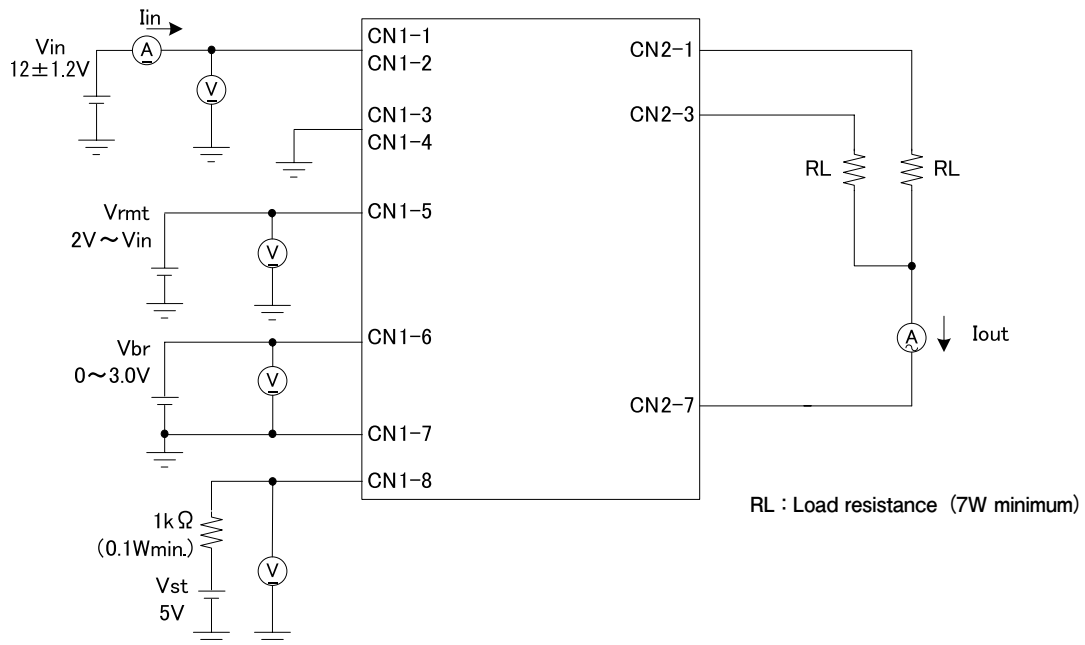 Iin
Vin
12±1.2V
A
V
CN1-1
CN1-2
CN1-3
CN1-4
Vrmt
2V～Vin
V
CN1-5
Vbr
0～3.0V
V
CN1-6
CN1-7
CN1-8
1kΩ
(0.1Wmin.)
Vst
5V
V
CN2-1
CN2-3
RL
RL
A
Iout
CN2-7
RL : Load resistance (7W minimum)